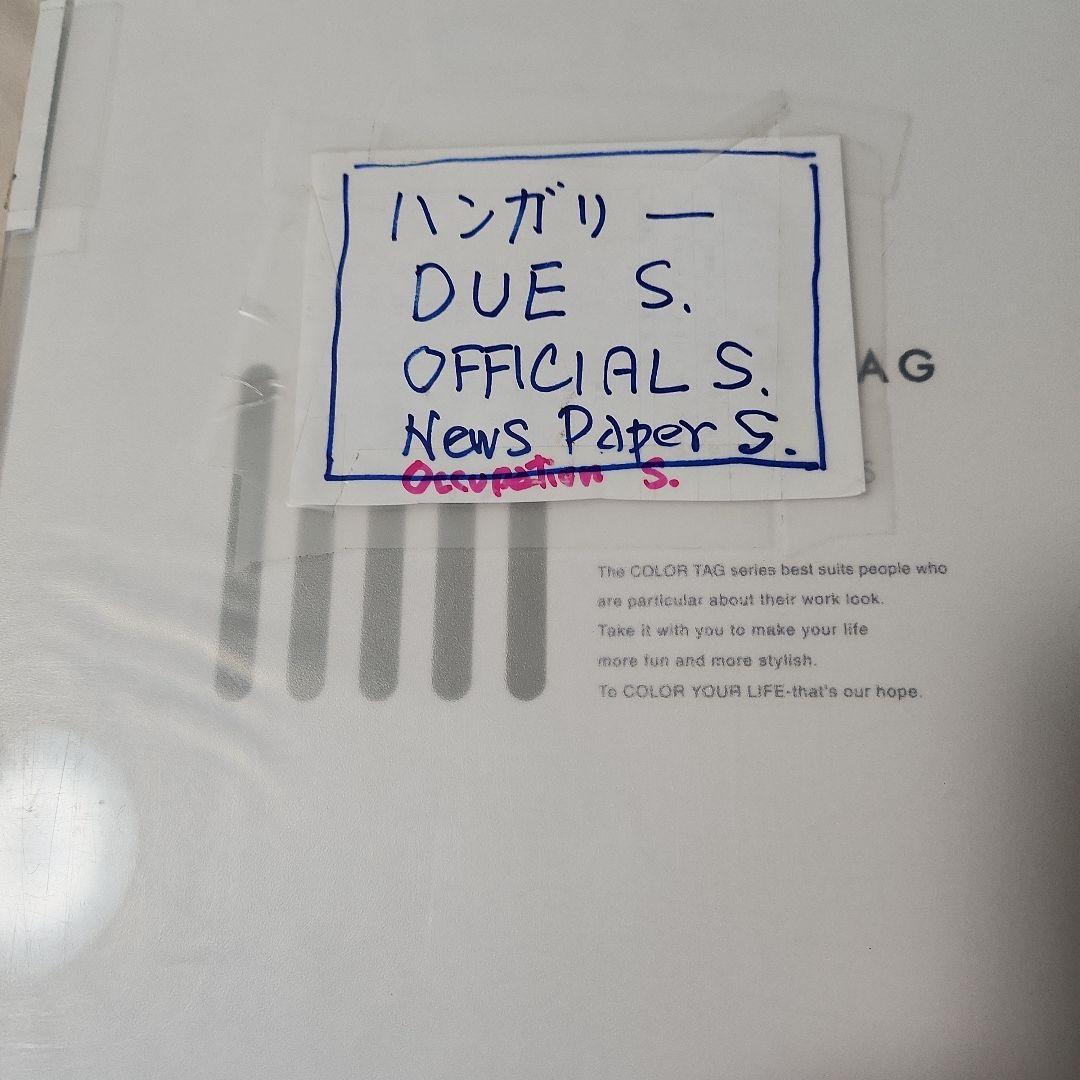 ハンガリー
DUE S.
OFFICIAL S.
News Paper S.
Occupation S.
AG
S
The COLOR TAG series best suits people who
are particular about their work look.
Take it with you to make your life
more fun and more stylish.
To COLOR YOUR LIFE-that's our hope.